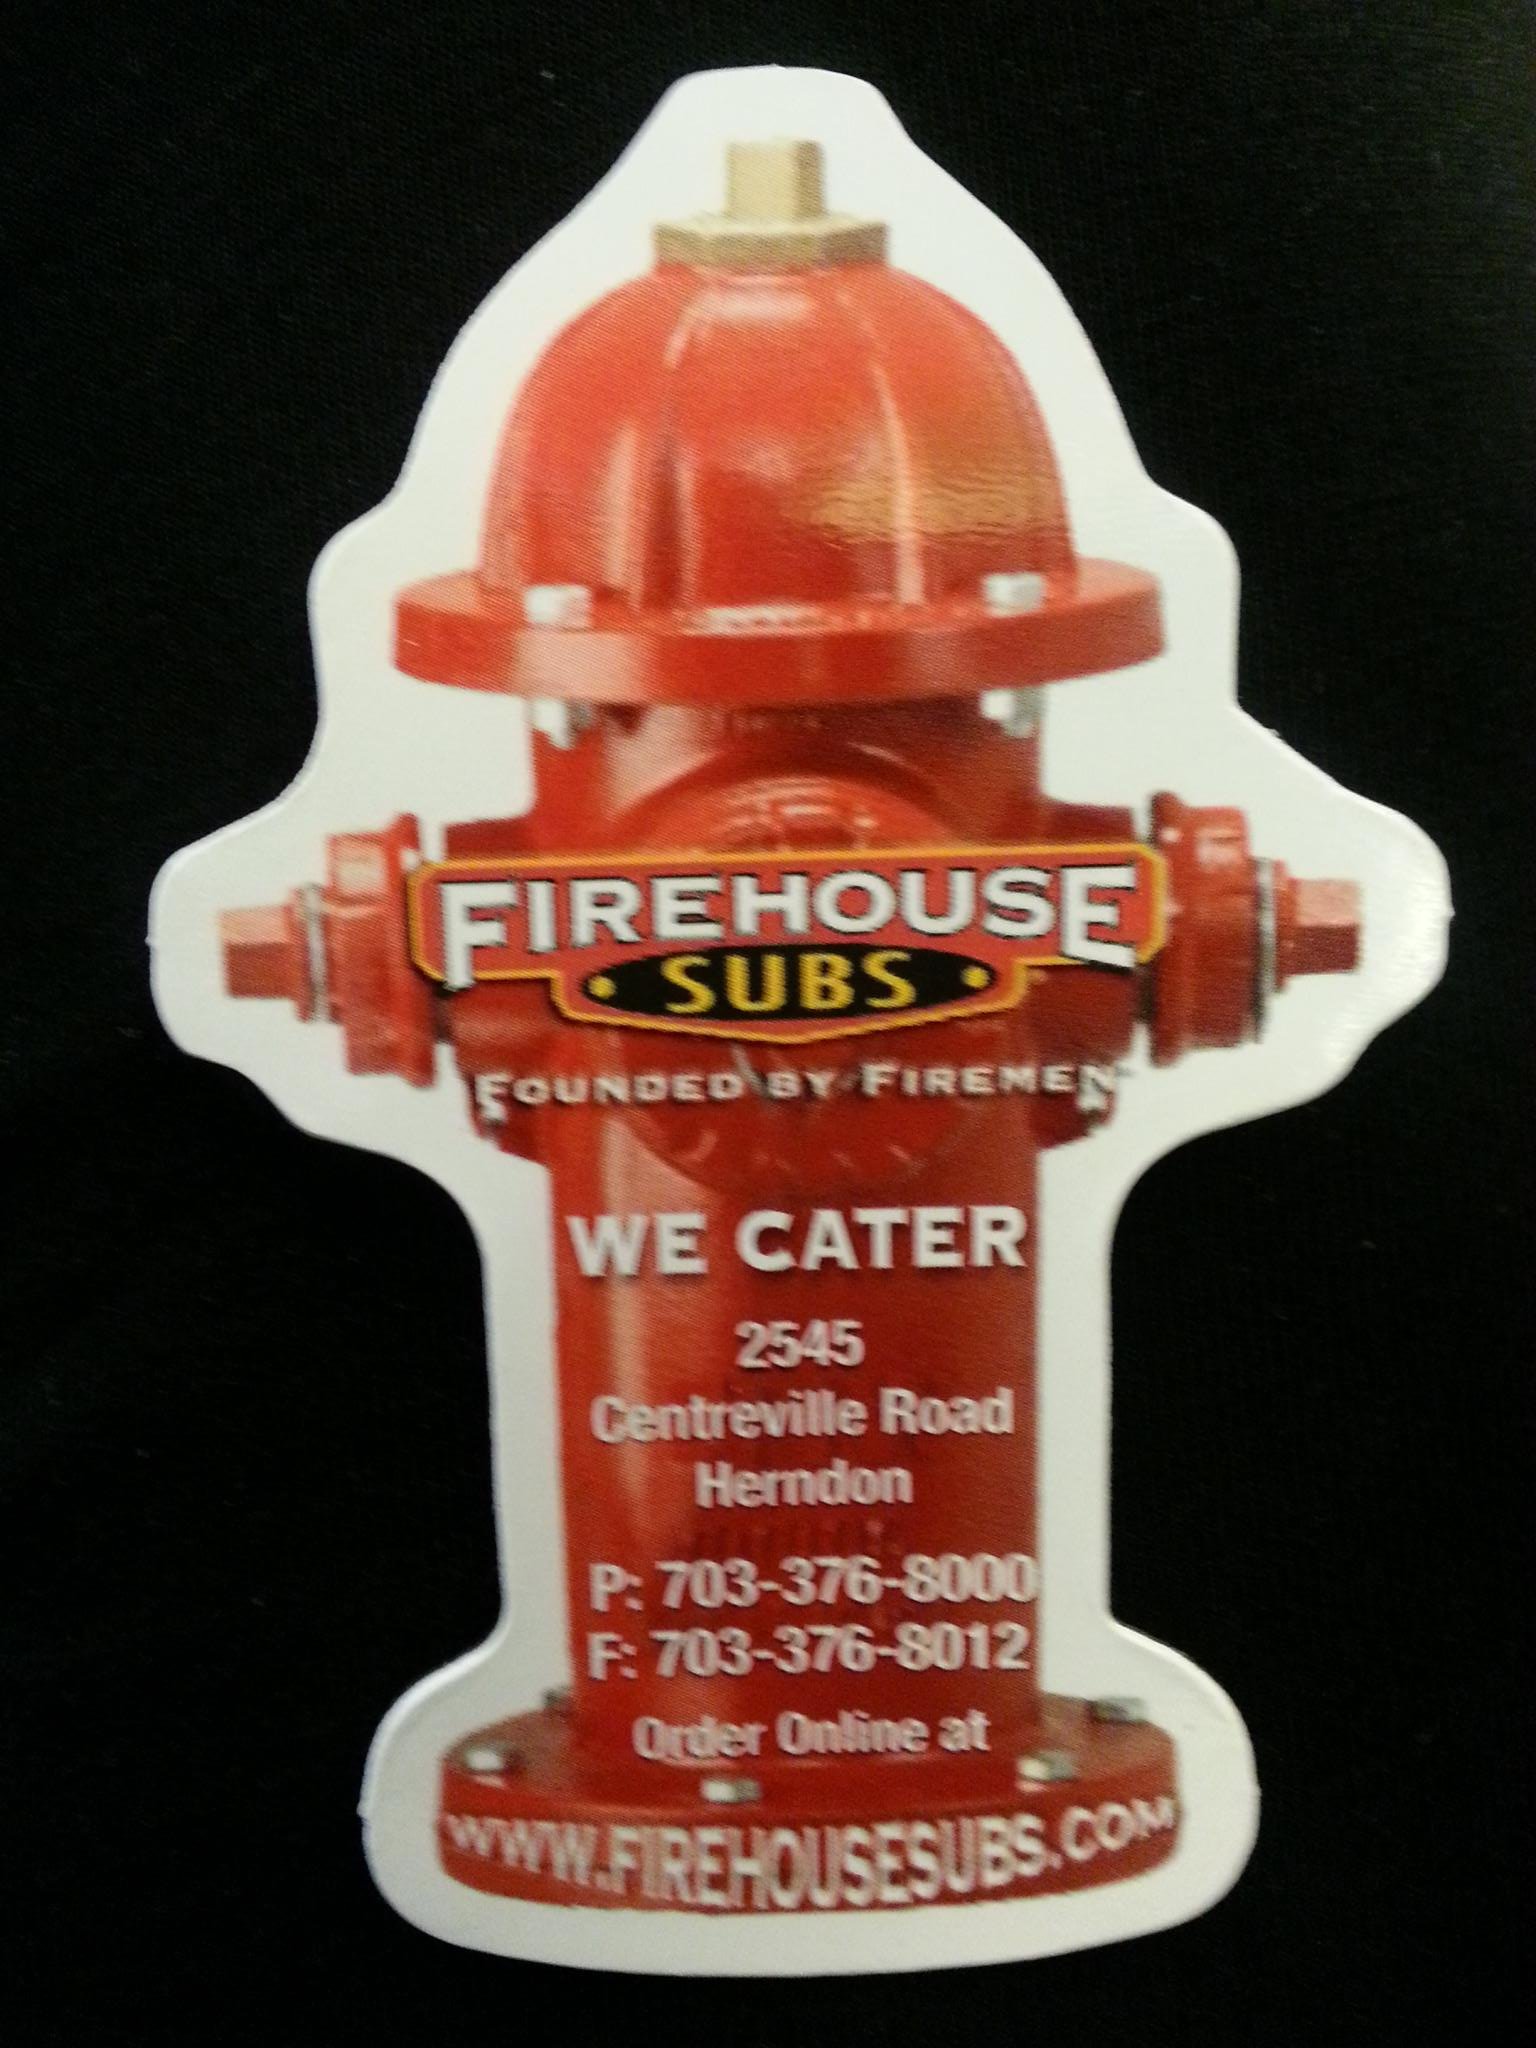 FIREHOUSE
SUBS
FOUNDED BY FIREMEN™
WE CATER
2545
Centreville Road
Herndon
P: 703-376-8000
F: 703-376-8012
Order Online at
WWW.FIREHOUSESUBS.COM